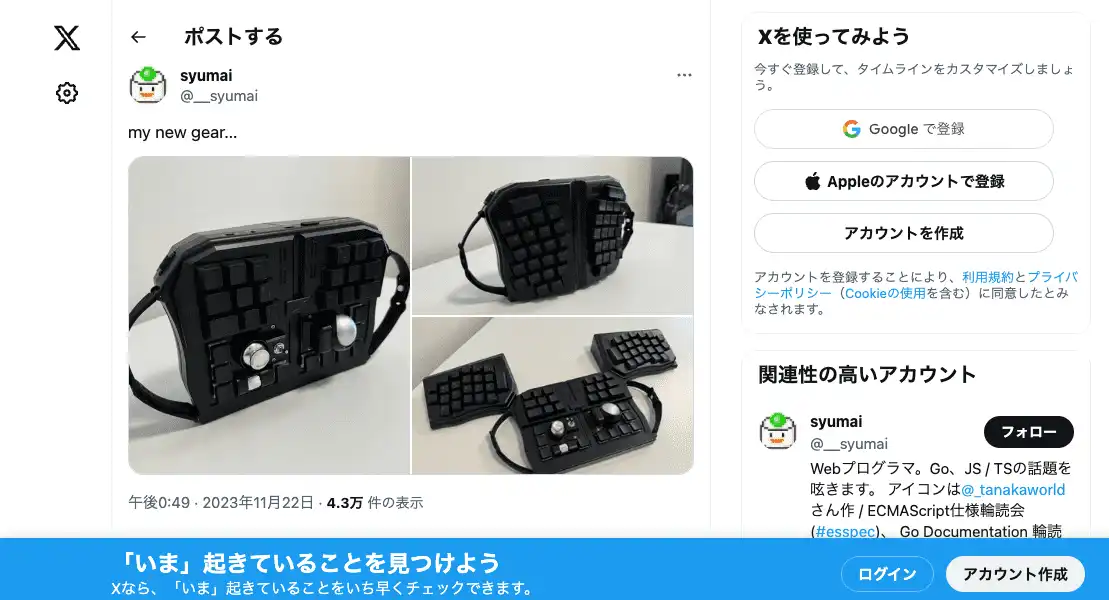 ポストする
syumai
@__syumai
my new gear...
午後0:49 · 2023年11月22日 · 4.3万 件の表示
Xを使ってみよう
今すぐ登録して、タイムラインをカスタマイズしましょ
う。
Google で登録
Appleのアカウントで登録
アカウントを作成
アカウントを登録することにより、利用規約とプライバ
シーポリシー（Cookieの使用を含む）に同意したとみ
なされます。
関連性の高いアカウント
syumai
@__syumai
フォロー
Webプログラマ。Go、JS / TSの話題を
呟きます。 アイコンは@_tanakaworld
さん作 / ECMAScript仕様輪読会
(#esspec)、 Go Documentation 輪読
「いま」起きていることを見つけよう
Xなら、「いま」起きていることをいち早くチェックできます。
ログイン
アカウント作成